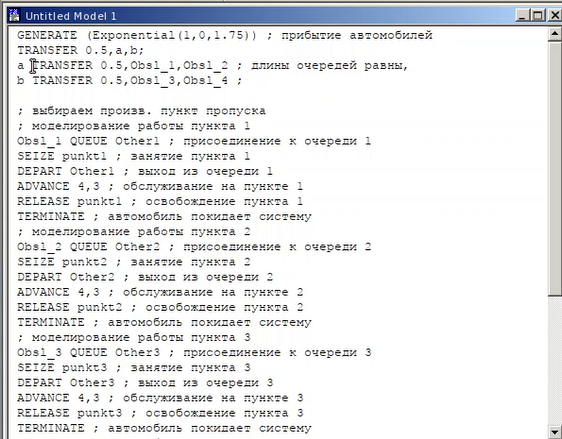 Untitled Model 1
GENERATE (Exponential(1,0,1.75)) ; прибытие автомобилей
TRANSFER 0.5,a,b;
a TRANSFER 0.5,Obsl_1,Obsl_2 ; длины очередей равны,
b TRANSFER 0.5,Obsl_3,Obsl_4 ;
; выбираем произв. пункт пропуска
; моделирование работы пункта 1
Obsl_1 QUEUE Other1 ; присоединение к очереди 1
SEIZE punkt1 ; занятие пункта 1
DEPART Other1 ; выход из очереди 1
ADVANCE 4,3 ; обслуживание на пункте 1
RELEASE punkt1 ; освобождение пункта 1
TERMINATE ; автомобиль покидает систему
; моделирование работы пункта 2
Obsl_2 QUEUE Other2 ; присоединение к очереди 2
SEIZE punkt2 ; занятие пункта 2
DEPART Other2 ; выход из очереди 2
ADVANCE 4,3 ; обслуживание на пункте 2
RELEASE punkt2 ; освобождение пункта 2
TERMINATE ; автомобиль покидает систему
; моделирование работы пункта 3
Obsl_3 QUEUE Other3 ; присоединение к очереди 3
SEIZE punkt3 ; занятие пункта 3
DEPART Other3 ; выход из очереди 3
ADVANCE 4,3 ; обслуживание на пункте 3
RELEASE punkt3 ; освобождение пункта 3
TERMINATE ; автомобиль покидает систему